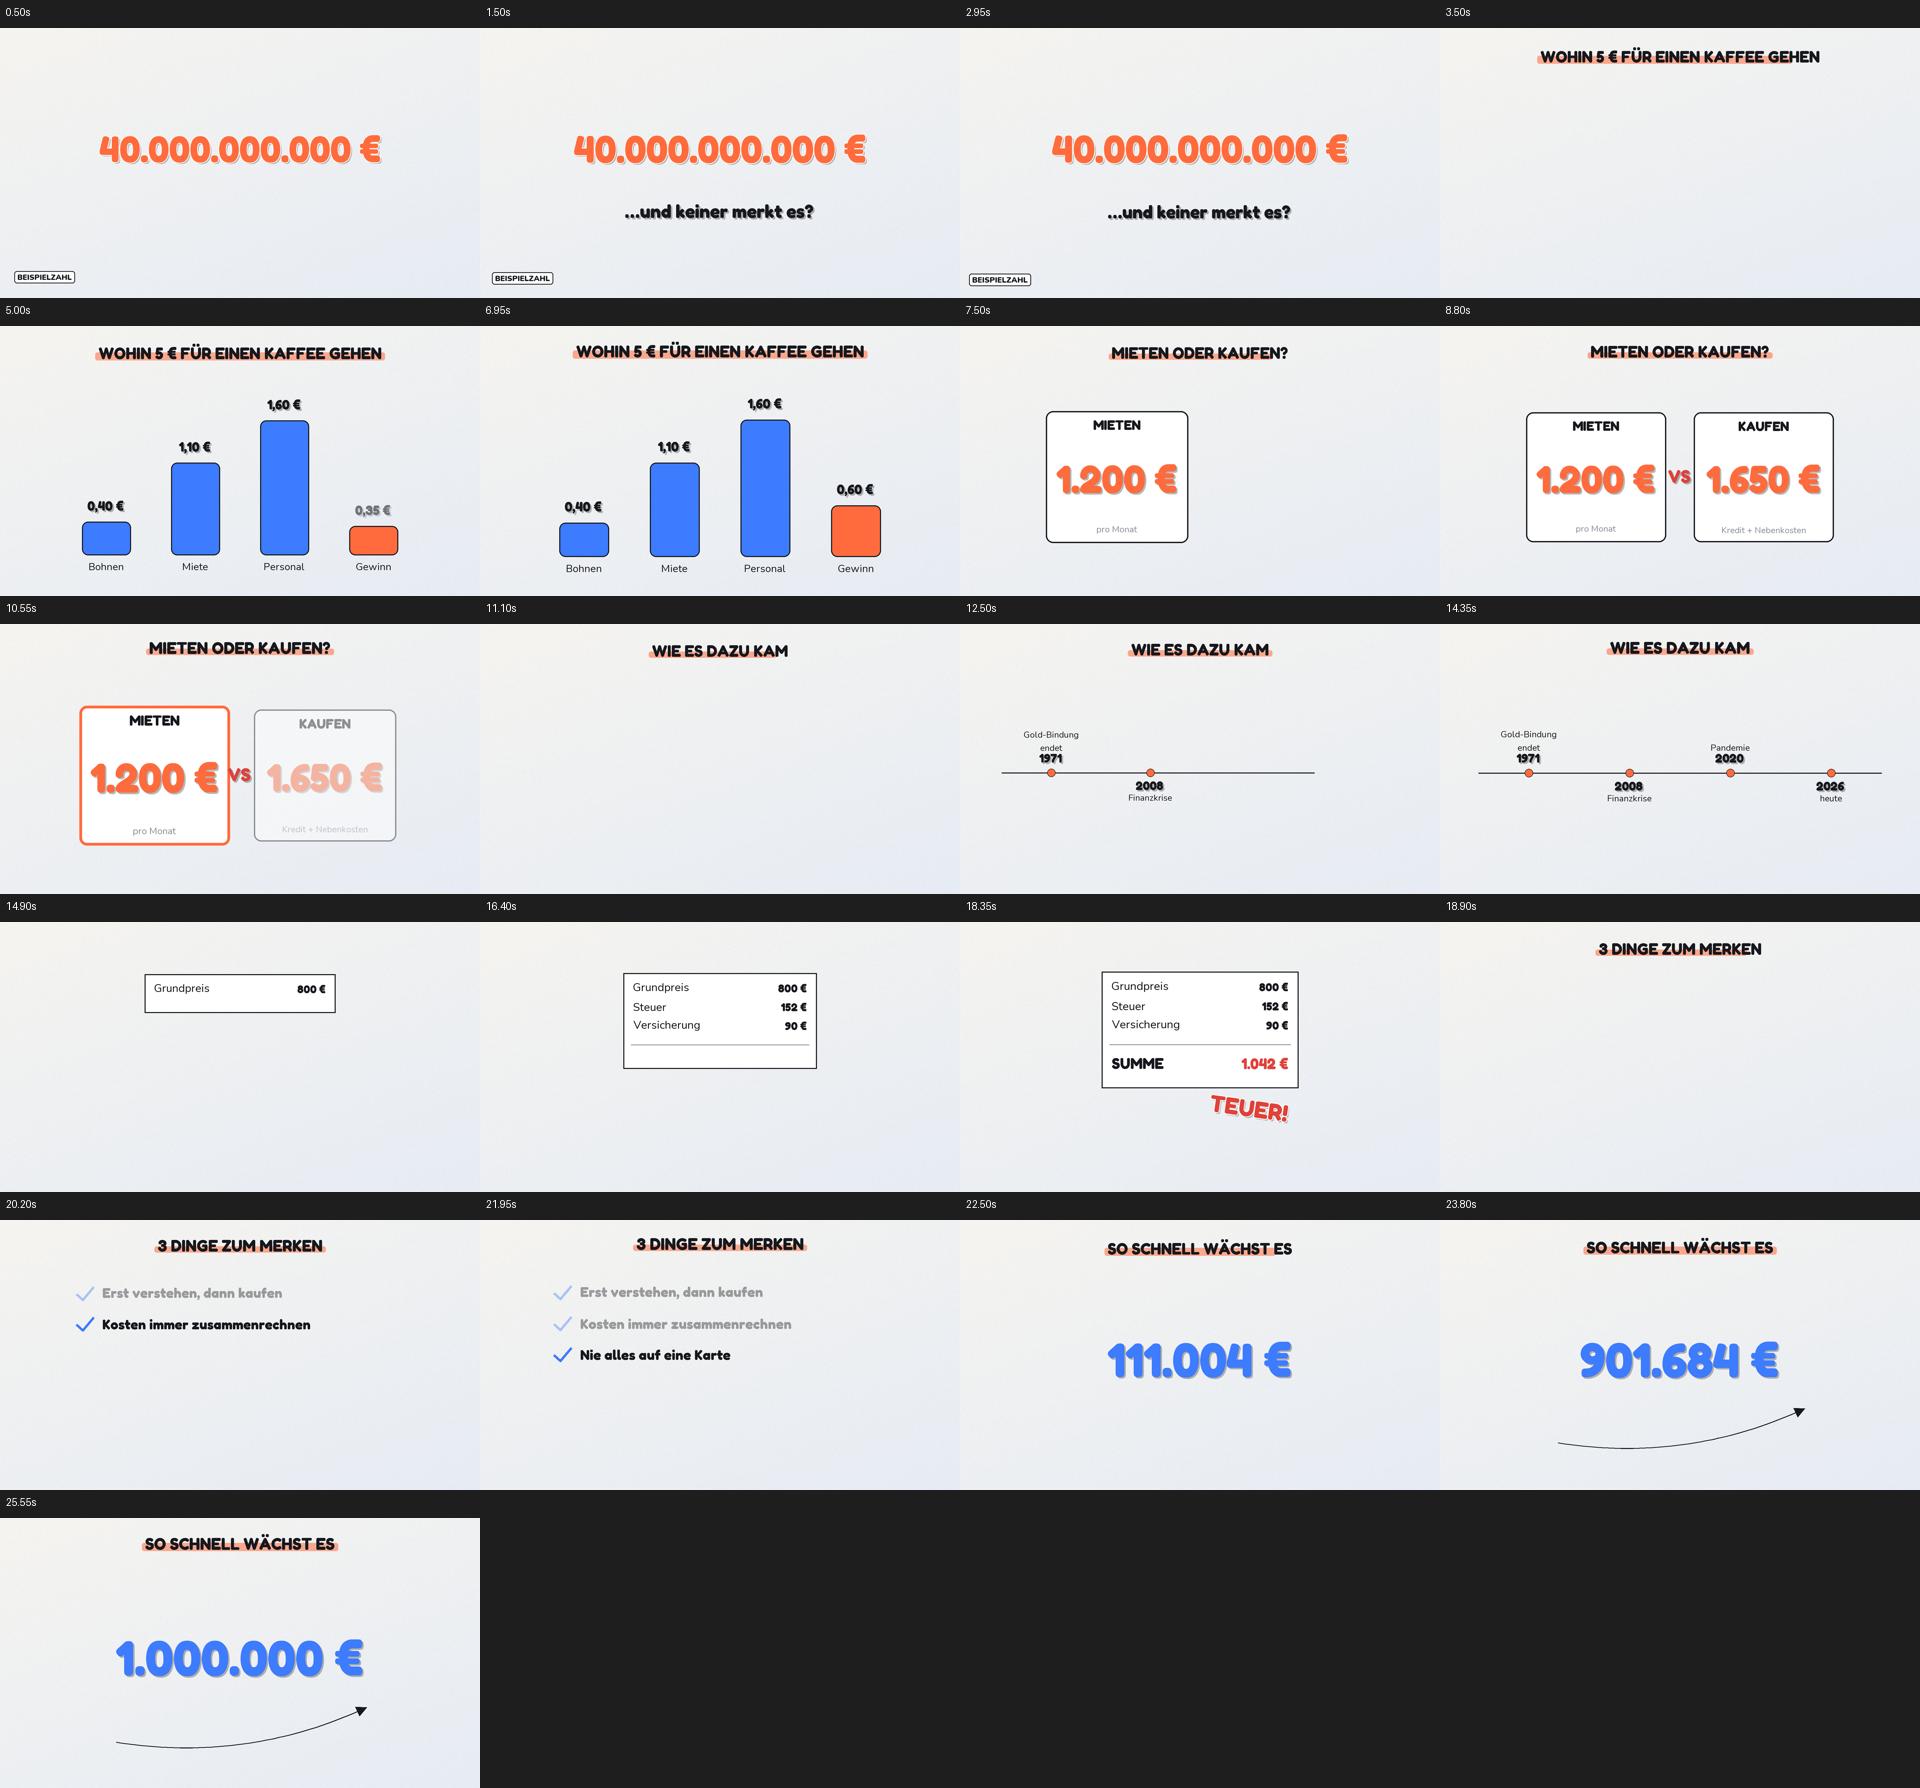 0.50s
40.000.000.000 €
BEISPIELZAHL
1.50s
40.000.000.000 €
...und keiner merkt es?
BEISPIELZAHL
2.95s
40.000.000.000 €
...und keiner merkt es?
BEISPIELZAHL
3.50s
WOHIN 5 € FÜR EINEN KAFFEE GEHEN
5.00s
WOHIN 5 € FÜR EINEN KAFFEE GEHEN
0,40 €
1,10 €
1,60 €
0,35 €
Bohnen
Miete
Personal
Gewinn
6.95s
WOHIN 5 € FÜR EINEN KAFFEE GEHEN
0,40 €
1,10 €
1,60 €
0,60 €
Bohnen
Miete
Personal
Gewinn
7.50s
MIETEN ODER KAUFEN?
MIETEN
1.200 €
pro Monat
8.80s
MIETEN ODER KAUFEN?
MIETEN
1.200 €
pro Monat
VS
KAUFEN
1.650 €
Kredit + Nebenkosten
10.55s
MIETEN ODER KAUFEN?
MIETEN
1.200 €
pro Monat
VS
KAUFEN
1.650 €
Kredit + Nebenkosten
11.10s
WIE ES DAZU KAM
12.50s
WIE ES DAZU KAM
Gold-Bindung
endet
1971
2008
Finanzkrise
14.35s
WIE ES DAZU KAM
Gold-Bindung
endet
1971
2008
Finanzkrise
Pandemie
2020
2026
heute
14.90s
Grundpreis 800 €
16.40s
Grundpreis 800 €
Steuer 152 €
Versicherung 90 €
18.35s
Grundpreis 800 €
Steuer 152 €
Versicherung 90 €
SUMME 1.042 €
TEUER!
18.90s
3 DINGE ZUM MERKEN
20.20s
3 DINGE ZUM MERKEN
Erst verstehen, dann kaufen
Kosten immer zusammenrechnen
21.95s
3 DINGE ZUM MERKEN
Erst verstehen, dann kaufen
Kosten immer zusammenrechnen
Nie alles auf eine Karte
22.50s
SO SCHNELL WÄCHST ES
111.004 €
23.80s
SO SCHNELL WÄCHST ES
901.684 €
25.55s
SO SCHNELL WÄCHST ES
1.000.000 €